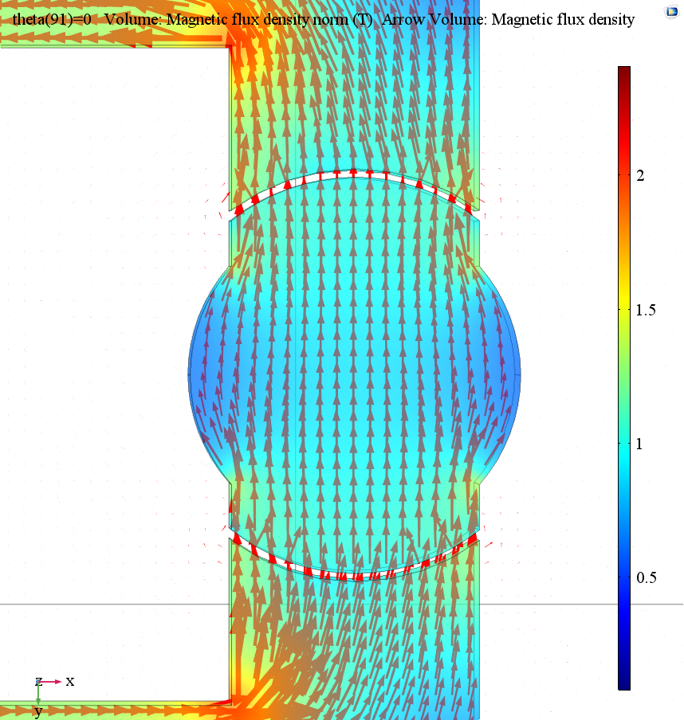 theta(91)=0 Volume: Magnetic flux density norm (T) Arrow Volume: Magnetic flux density
2
1.5
1
0.5
z x
y